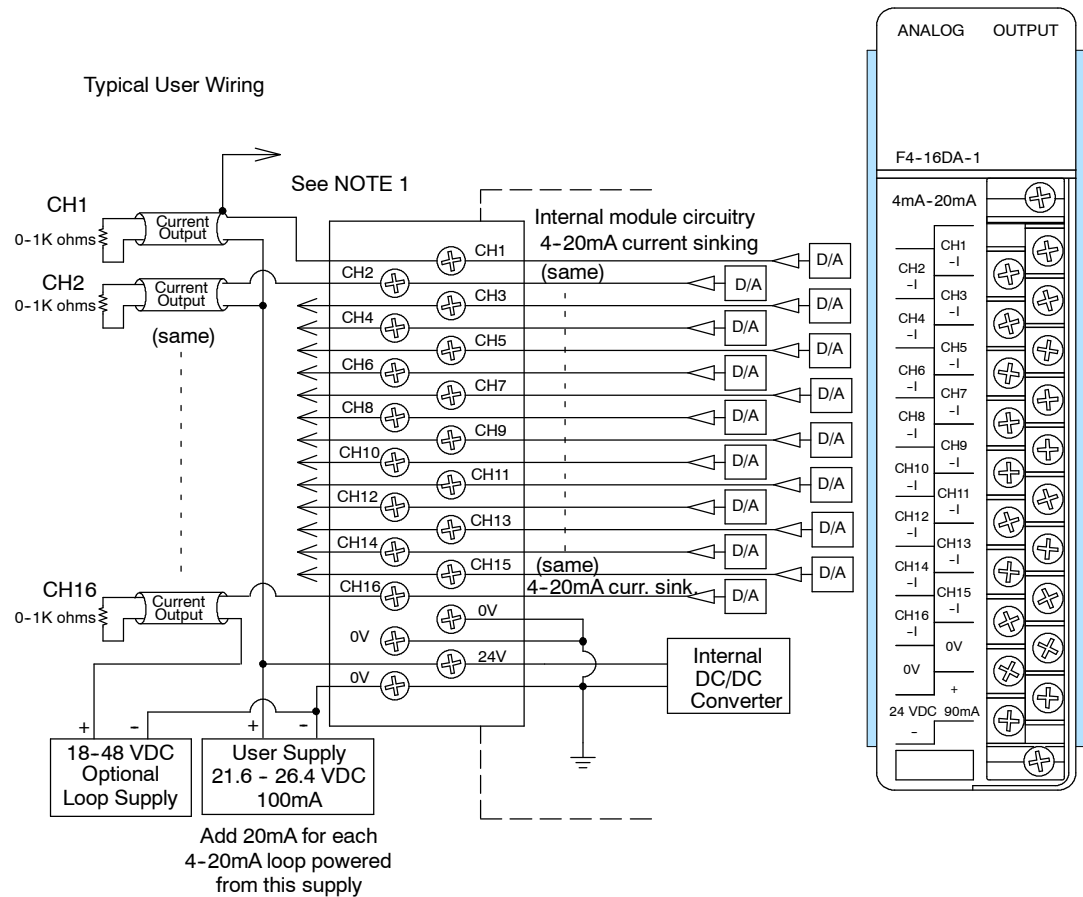 Typical User Wiring
See NOTE 1
CH1
0-1K ohms
Current
Output
CH2
0-1K ohms
Current
Output
(same)
CH16
0-1K ohms
Current
Output
Internal module circuitry
4-20mA current sinking
(same)
CH1
D/A
CH2
D/A
CH3
D/A
CH4
D/A
CH5
D/A
CH6
D/A
CH7
D/A
CH8
D/A
CH9
D/A
CH10
D/A
CH11
D/A
CH12
D/A
CH13
D/A
CH14
D/A
CH15
D/A
(same)
4-20mA curr. sink.
CH16
D/A
0V
0V
24V
0V
Internal
DC/DC
Converter
+ -
18-48 VDC
Optional
Loop Supply
+ -
User Supply
21.6 - 26.4 VDC
100mA
Add 20mA for each
4-20mA loop powered
from this supply
ANALOG OUTPUT
F4-16DA-1
4mA-20mA
CH1
-I
CH2
-I
CH3
-I
CH4
-I
CH5
-I
CH6
-I
CH7
-I
CH8
-I
CH9
-I
CH10
-I
CH11
-I
CH12
-I
CH13
-I
CH14
-I
CH15
-I
CH16
-I
0V
0V
+
24 VDC 90mA
-